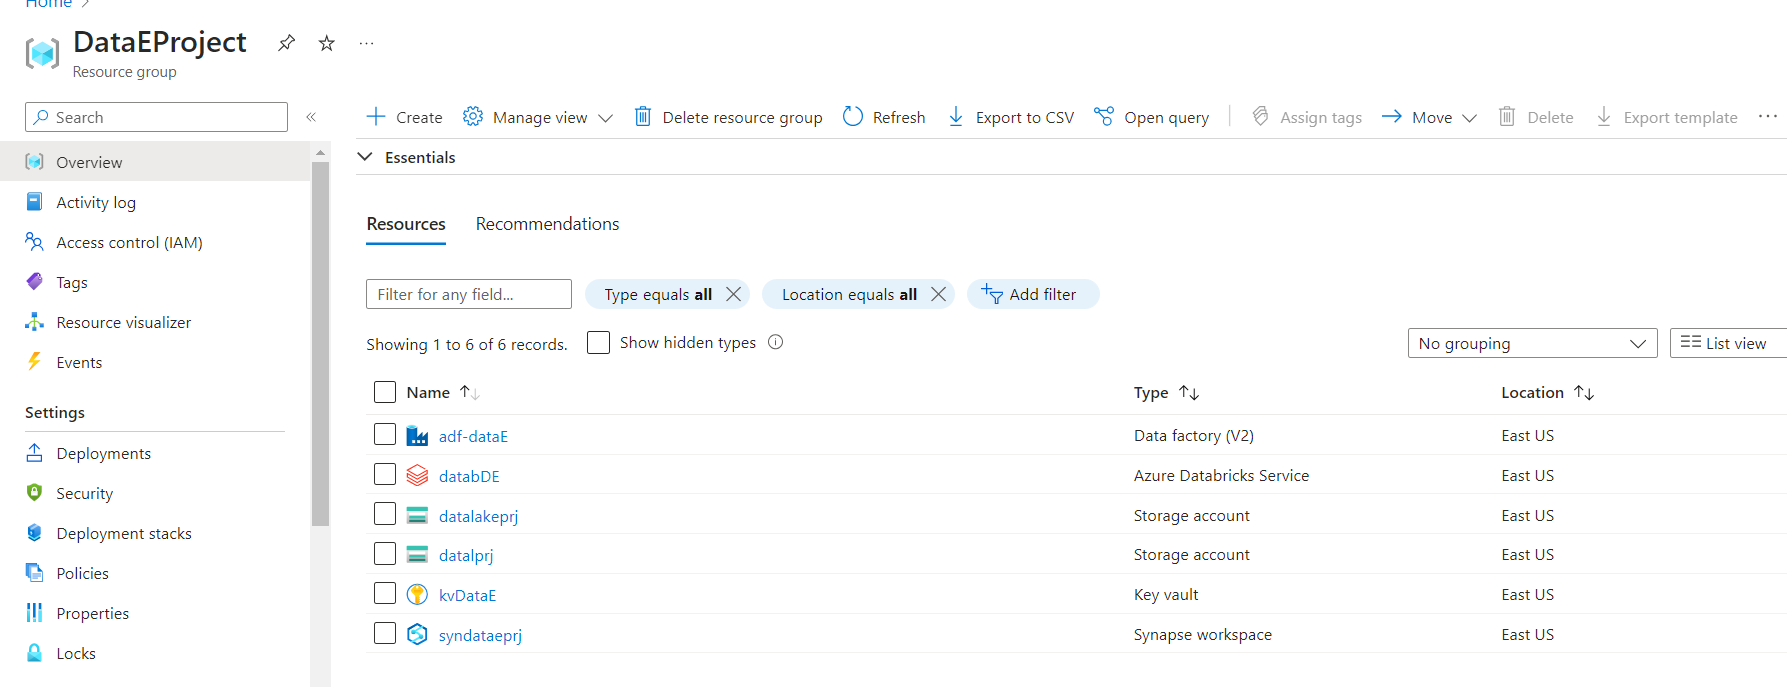 Home
DataEProject
Resource group
Search
Create
Manage view
Delete resource group
Refresh
Export to CSV
Open query
Assign tags
Move
Delete
Export template
Overview
Activity log
Access control (IAM)
Tags
Resource visualizer
Events
Settings
Deployments
Security
Deployment stacks
Policies
Properties
Locks
Essentials
Resources Recommendations
Filter for any field...
Type equals all
Location equals all
Add filter
Showing 1 to 6 of 6 records.
Show hidden types
No grouping
List view
Name Type Location
adf-dataE Data factory (V2) East US
databDE Azure Databricks Service East US
datalakeprj Storage account East US
datalprj Storage account East US
kvDataE Key vault East US
syndataeprj Synapse workspace East US